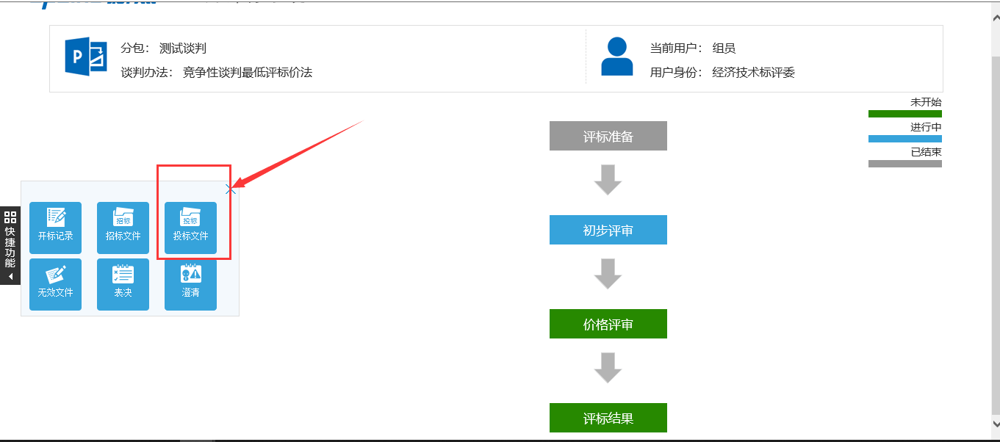 分包： 测试谈判
谈判办法： 竞争性谈判最低评标价法
当前用户： 组员
用户身份： 经济技术标评委
未开始
进行中
已结束
评标准备
初步评审
价格评审
评标结果
快捷功能
开标记录
招标
招标文件
投标
投标文件
无效文件
表决
澄清
P